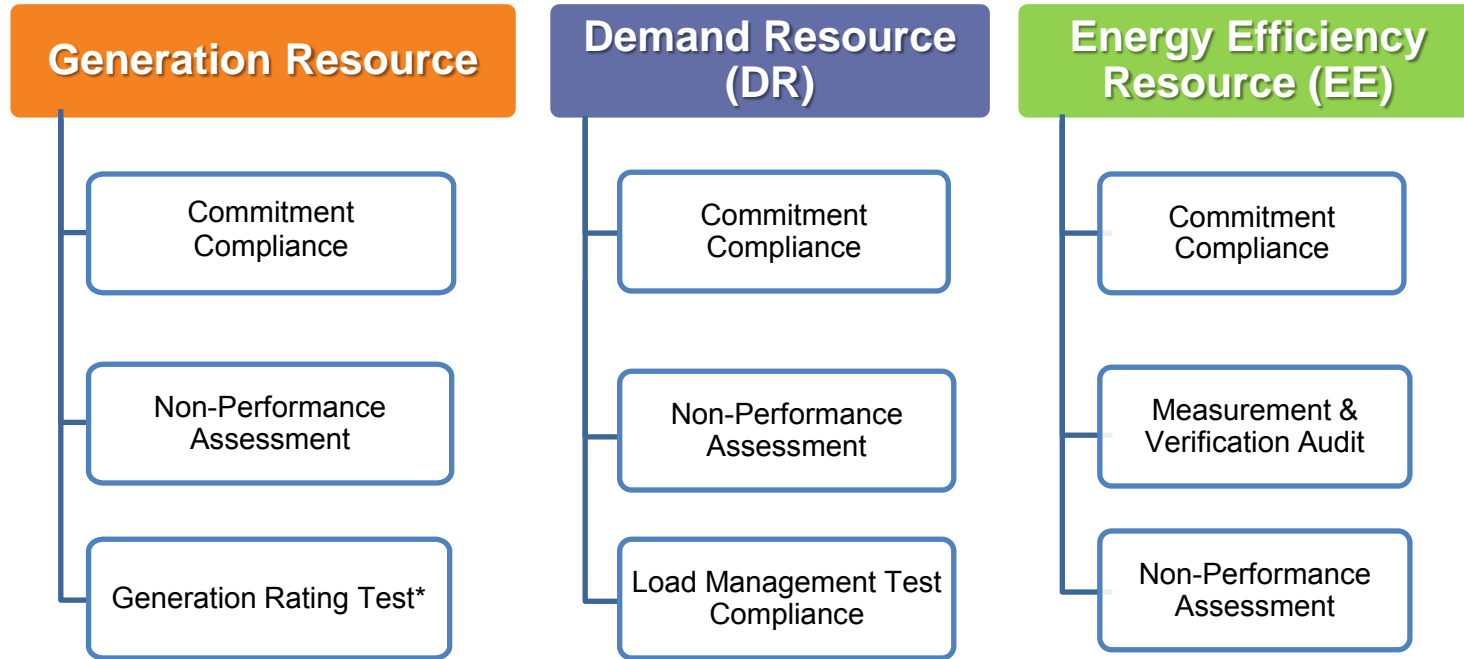 Generation Resource
Commitment
Compliance
Non-Performance
Assessment
Generation Rating Test*
Demand Resource
(DR)
Commitment
Compliance
Non-Performance
Assessment
Load Management Test
Compliance
Energy Efficiency
Resource (EE)
Commitment
Compliance
Measurement &
Verification Audit
Non-Performance
Assessment